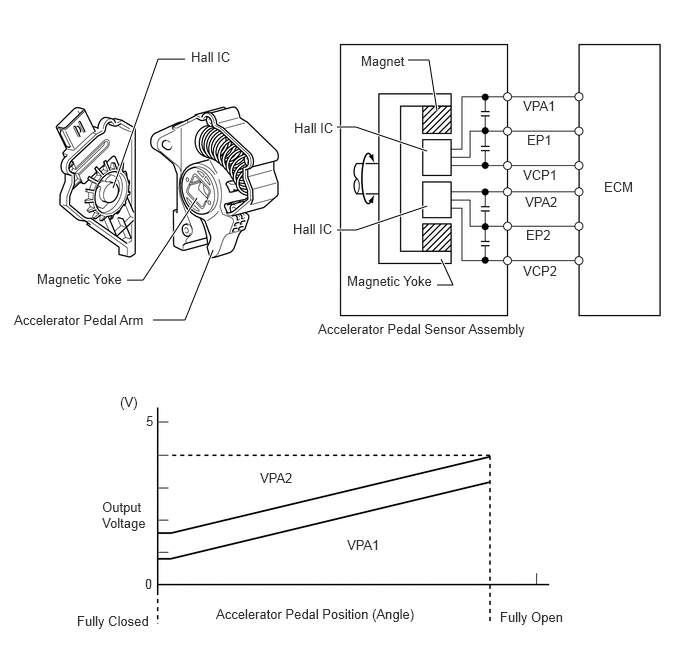 Hall IC
Magnetic Yoke
Accelerator Pedal Arm
Magnet
Hall IC
Hall IC
Magnetic Yoke
VPA1
EP1
VCP1
VPA2
EP2
VCP2
ECM
Accelerator Pedal Sensor Assembly
(V)
5
VPA2
Output
Voltage
VPA1
0
Fully Closed
Accelerator Pedal Position (Angle)
Fully Open